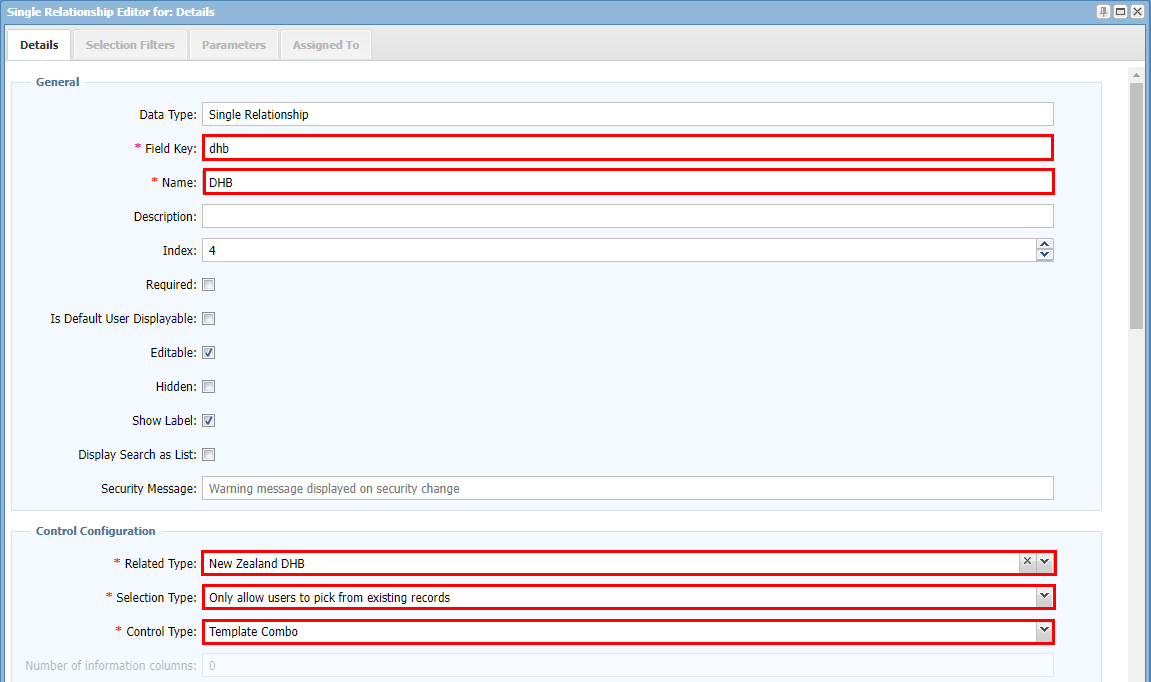 Single Relationship Editor for: Details
Details Selection Filters Parameters Assigned To
General
Data Type: Single Relationship
* Field Key: dhb
* Name: DHB
Description:
Index: 4
Required:
Is Default User Displayable:
Editable:
Hidden:
Show Label:
Display Search as List:
Security Message: Warning message displayed on security change
Control Configuration
* Related Type: New Zealand DHB
* Selection Type: Only allow users to pick from existing records
* Control Type: Template Combo
Number of information columns: 0